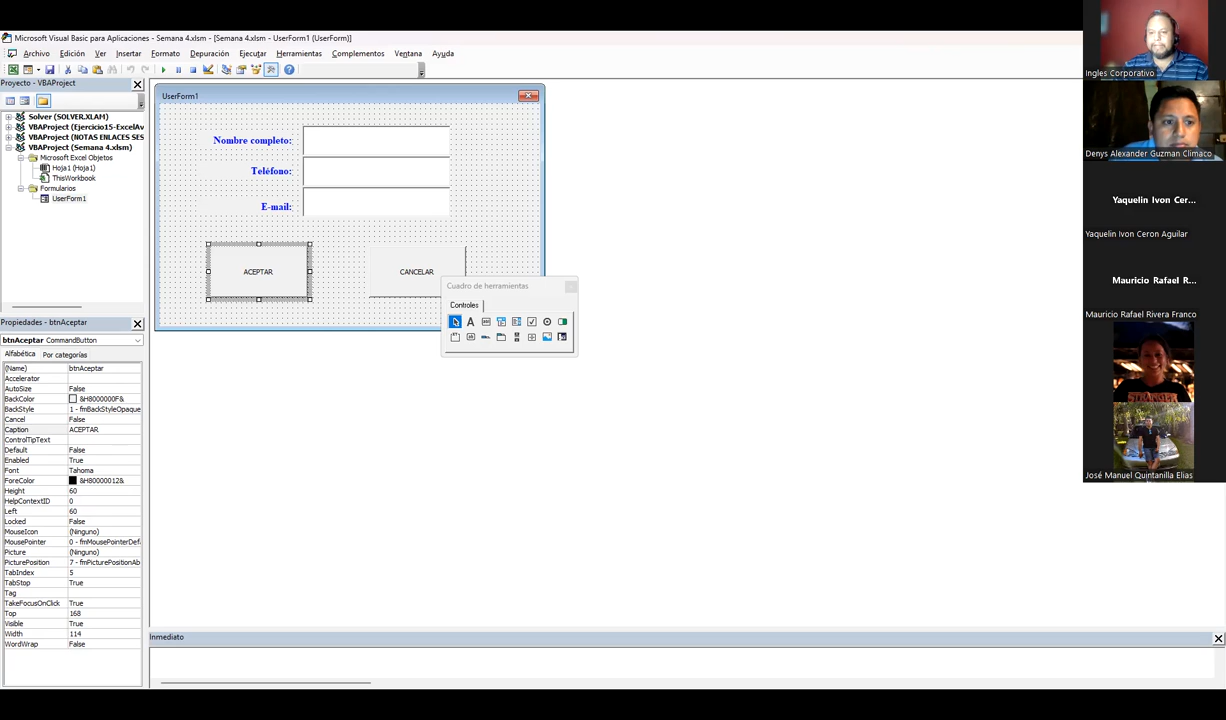 Microsoft Visual Basic para Aplicaciones - Semana 4.xlsm - [Semana 4.xlsm - UserForm1 (UserForm)]
Archivo Edición Ver Insertar Formato Depuración Ejecutar Herramientas Complementos Ventana Ayuda
Proyecto - VBAProject
Solver (SOLVER.XLAM)
VBAProject (Ejercicio15-ExcelAv
VBAProject (NOTAS ENLACES SES
VBAProject (Semana 4.xlsm)
Microsoft Excel Objetos
Hoja1 (Hoja1)
ThisWorkbook
Formularios
UserForm1
Propiedades - btnAceptar
btnAceptar CommandButton
Alfabética Por categorías
(Name) btnAceptar
Accelerator
AutoSize False
BackColor &H8000000F&
BackStyle 1 - fmBackStyleOpaque
Cancel False
Caption ACEPTAR
ControlTipText
Default False
Enabled True
Font Tahoma
ForeColor &H80000012&
Height 60
HelpContextID 0
Left 60
Locked False
MouseIcon (Ninguno)
MousePointer 0 - fmMousePointerDef
Picture (Ninguno)
PicturePosition 7 - fmPicturePositionAb
TabIndex 5
TabStop True
Tag
TakeFocusOnClick True
Top 168
Visible True
Width 114
WordWrap False
UserForm1
Nombre completo:
Teléfono:
E-mail:
ACEPTAR CANCELAR
Cuadro de herramientas
Controles
Inmediato
Ingles Corporativo
Denys Alexander Guzman Climaco
Yaquelin Ivon Cer...
Yaquelin Ivon Ceron Aguilar
Mauricio Rafael R...
Mauricio Rafael Rivera Franco
STRANGER
José Manuel Quintanilla Elias